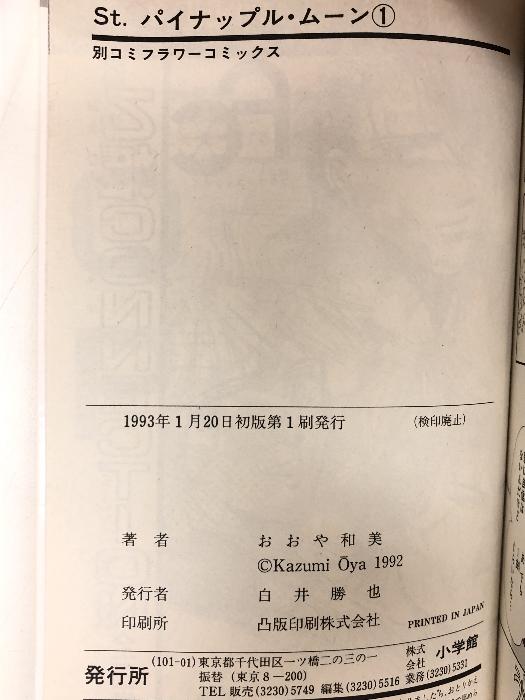 St. パイナップル・ムーン①
別コミフラワーコミックス
1993年1月20日初版第1刷発行 (検印廃止)
著者 おおや和美
©Kazumi Ōya 1992
発行者 白井勝也
印刷所 凸版印刷株式会社 PRINTED IN JAPAN
発行所 (101-01)東京都千代田区一ツ橋二の三の一 株式会社 小学館
振替(東京8-200)
TEL 販売(3230)5749 編集(3230)5516 業務(3230)5331